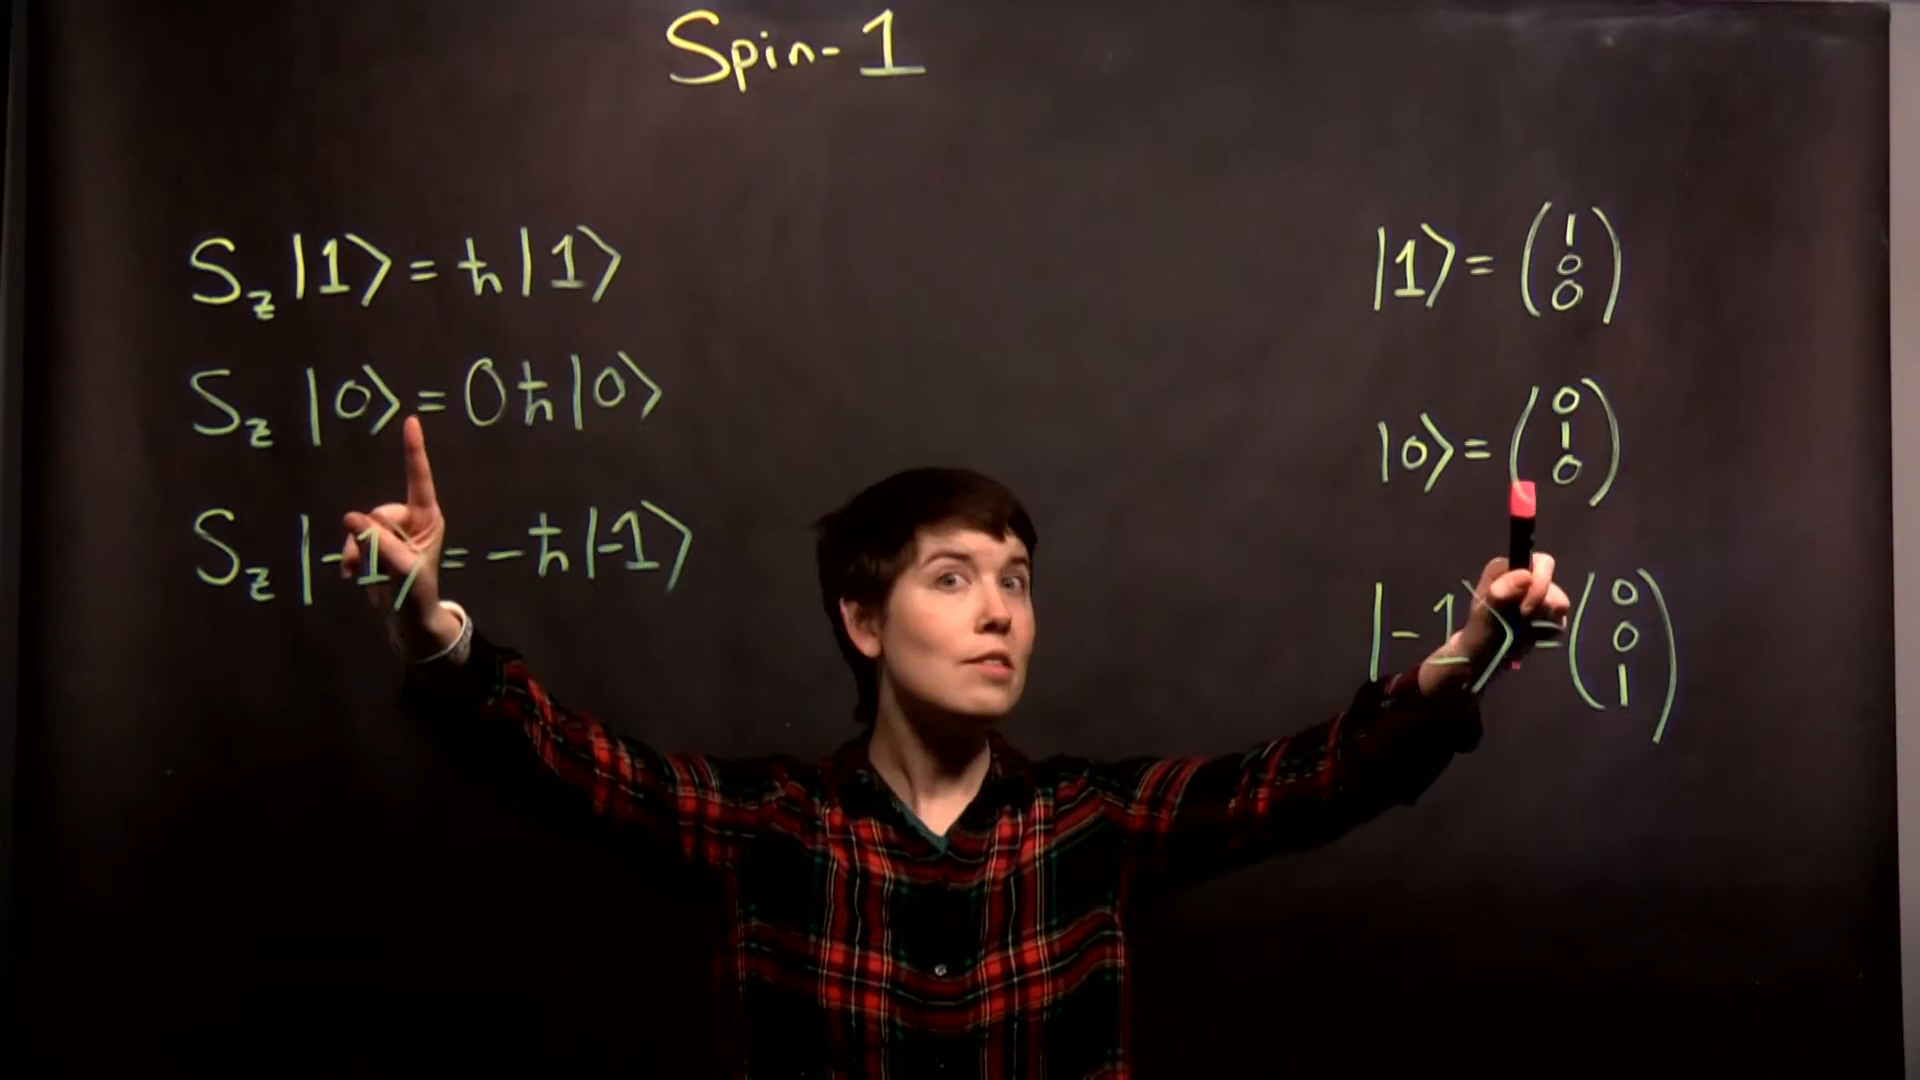 Spin-1
S_z |1⟩ = ħ |1⟩
S_z |0⟩ = 0ħ |0⟩
S_z |-1⟩ = -ħ |-1⟩
|1⟩ = (1 0 0)
|0⟩ = (0 1 0)
|-1⟩ = (0 0 1)